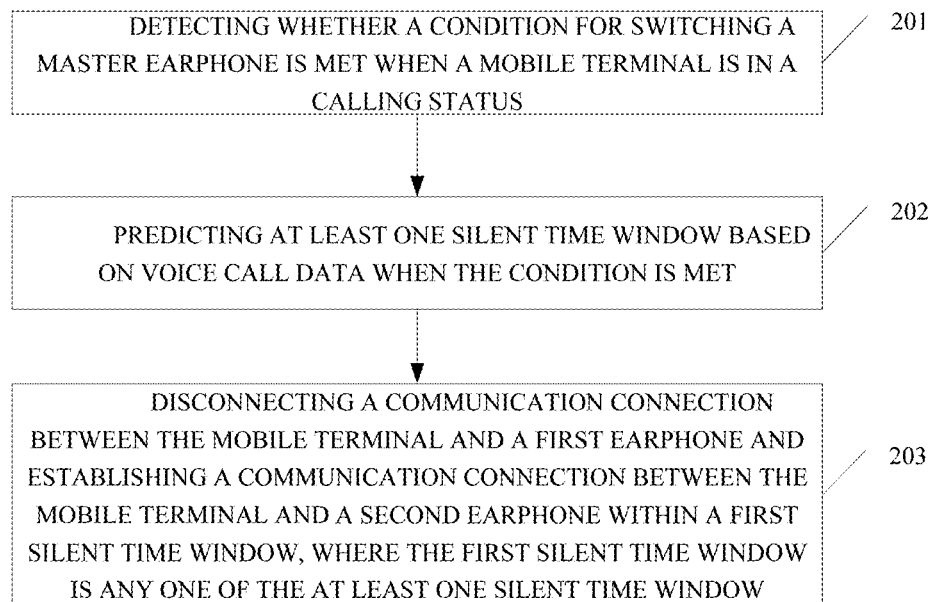 DETECTING WHETHER A CONDITION FOR SWITCHING A
MASTER EARPHONE IS MET WHEN A MOBILE TERMINAL IS IN A
CALLING STATUS
201
PREDICTING AT LEAST ONE SILENT TIME WINDOW BASED
ON VOICE CALL DATA WHEN THE CONDITION IS MET
202
DISCONNECTING A COMMUNICATION CONNECTION
BETWEEN THE MOBILE TERMINAL AND A FIRST EARPHONE AND
ESTABLISHING A COMMUNICATION CONNECTION BETWEEN THE
MOBILE TERMINAL AND A SECOND EARPHONE WITHIN A FIRST
SILENT TIME WINDOW, WHERE THE FIRST SILENT TIME WINDOW
IS ANY ONE OF THE AT LEAST ONE SILENT TIME WINDOW
203